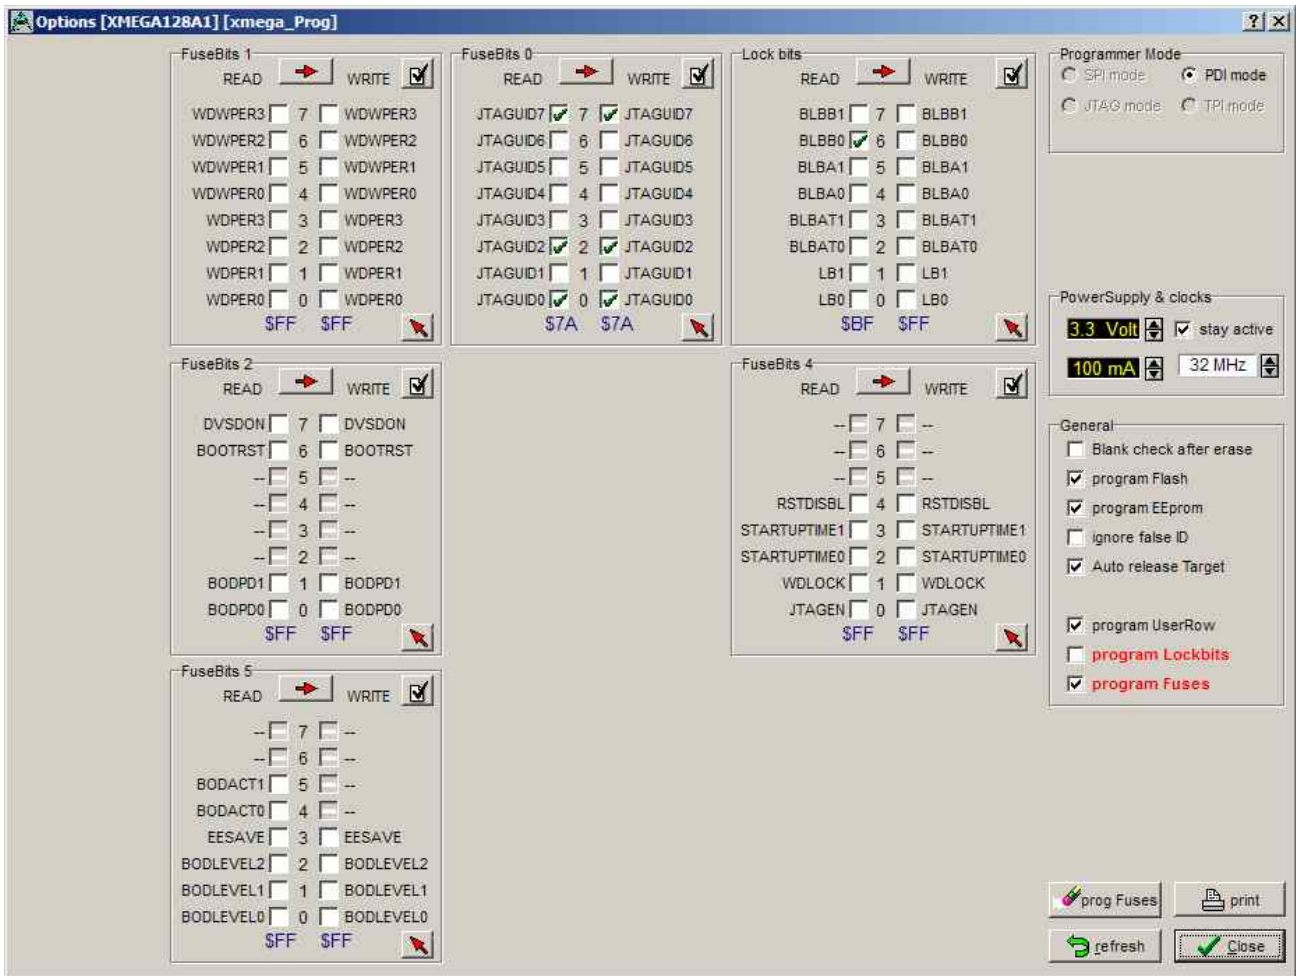 Options [XMEGA128A1] [xmega_Prog]
FuseBits 1
READ WRITE
WDWPER3 7 WDWPER3
WDWPER2 6 WDWPER2
WDWPER1 5 WDWPER1
WDWPER0 4 WDWPER0
WDPER3 3 WDPER3
WDPER2 2 WDPER2
WDPER1 1 WDPER1
WDPER0 0 WDPER0
$FF $FF
FuseBits 0
READ WRITE
JTAGUID7 7 JTAGUID7
JTAGUID6 6 JTAGUID6
JTAGUID5 5 JTAGUID5
JTAGUID4 4 JTAGUID4
JTAGUID3 3 JTAGUID3
JTAGUID2 2 JTAGUID2
JTAGUID1 1 JTAGUID1
JTAGUID0 0 JTAGUID0
$7A $7A
Lock bits
READ WRITE
BLBB1 7 BLBB1
BLBB0 6 BLBB0
BLBA1 5 BLBA1
BLBA0 4 BLBA0
BLBAT1 3 BLBAT1
BLBAT0 2 BLBAT0
LB1 1 LB1
LB0 0 LB0
$BF $FF
Programmer Mode
SPI mode PDI mode
JTAG mode TPI mode
PowerSupply & clocks
3.3 Volt stay active
100 mA 32 MHz
FuseBits 2
READ WRITE
DVSDON 7 DVSDON
BOOTRST 6 BOOTRST
-- 5 --
-- 4 --
-- 3 --
-- 2 --
BODPD1 1 BODPD1
BODPD0 0 BODPD0
$FF $FF
FuseBits 4
READ WRITE
-- 7 --
-- 6 --
-- 5 --
RSTDISBL 4 RSTDISBL
STARTUPTIME1 3 STARTUPTIME1
STARTUPTIME0 2 STARTUPTIME0
WDLOCK 1 WDLOCK
JTAGEN 0 JTAGEN
$FF $FF
General
Blank check after erase
program Flash
program EEprom
ignore false ID
Auto release Target
program UserRow
program Lockbits
program Fuses
FuseBits 5
READ WRITE
-- 7 --
-- 6 --
BODACT1 5 --
BODACT0 4 --
EESAVE 3 EESAVE
BODLEVEL2 2 BODLEVEL2
BODLEVEL1 1 BODLEVEL1
BODLEVEL0 0 BODLEVEL0
$FF $FF
prog Fuses print
refresh Close